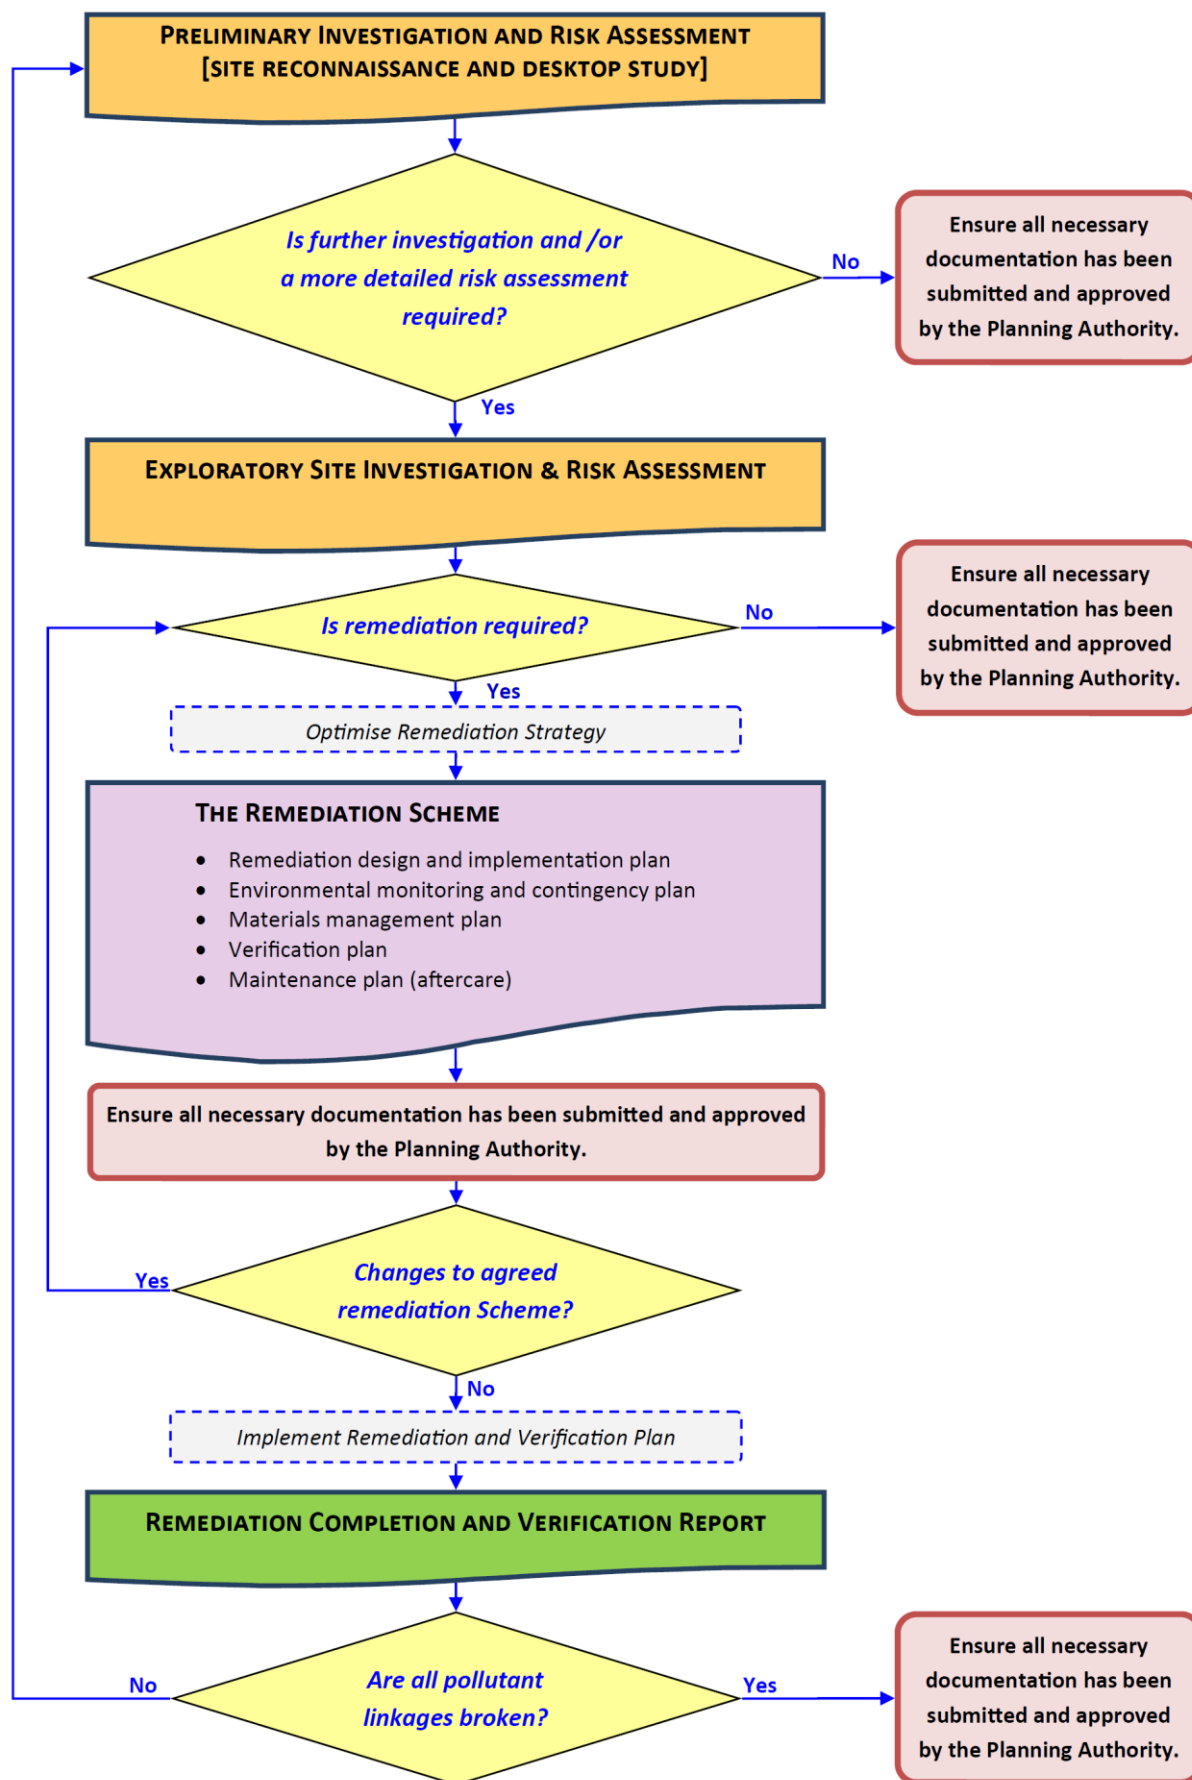 PRELIMINARY INVESTIGATION AND RISK ASSESSMENT
[SITE RECONNAISSANCE AND DESKTOP STUDY]
Is further investigation and /or
a more detailed risk assessment
required?
No
Ensure all necessary
documentation has been
submitted and approved
by the Planning Authority.
Yes
EXPLORATORY SITE INVESTIGATION & RISK ASSESSMENT
Is remediation required?
No
Ensure all necessary
documentation has been
submitted and approved
by the Planning Authority.
Yes
Optimise Remediation Strategy
THE REMEDIATION SCHEME
• Remediation design and implementation plan
• Environmental monitoring and contingency plan
• Materials management plan
• Verification plan
• Maintenance plan (aftercare)
Ensure all necessary documentation has been submitted and approved
by the Planning Authority.
Changes to agreed
remediation Scheme?
Yes
No
Implement Remediation and Verification Plan
REMEDIATION COMPLETION AND VERIFICATION REPORT
Are all pollutant
linkages broken?
No
Yes
Ensure all necessary
documentation has been
submitted and approved
by the Planning Authority.